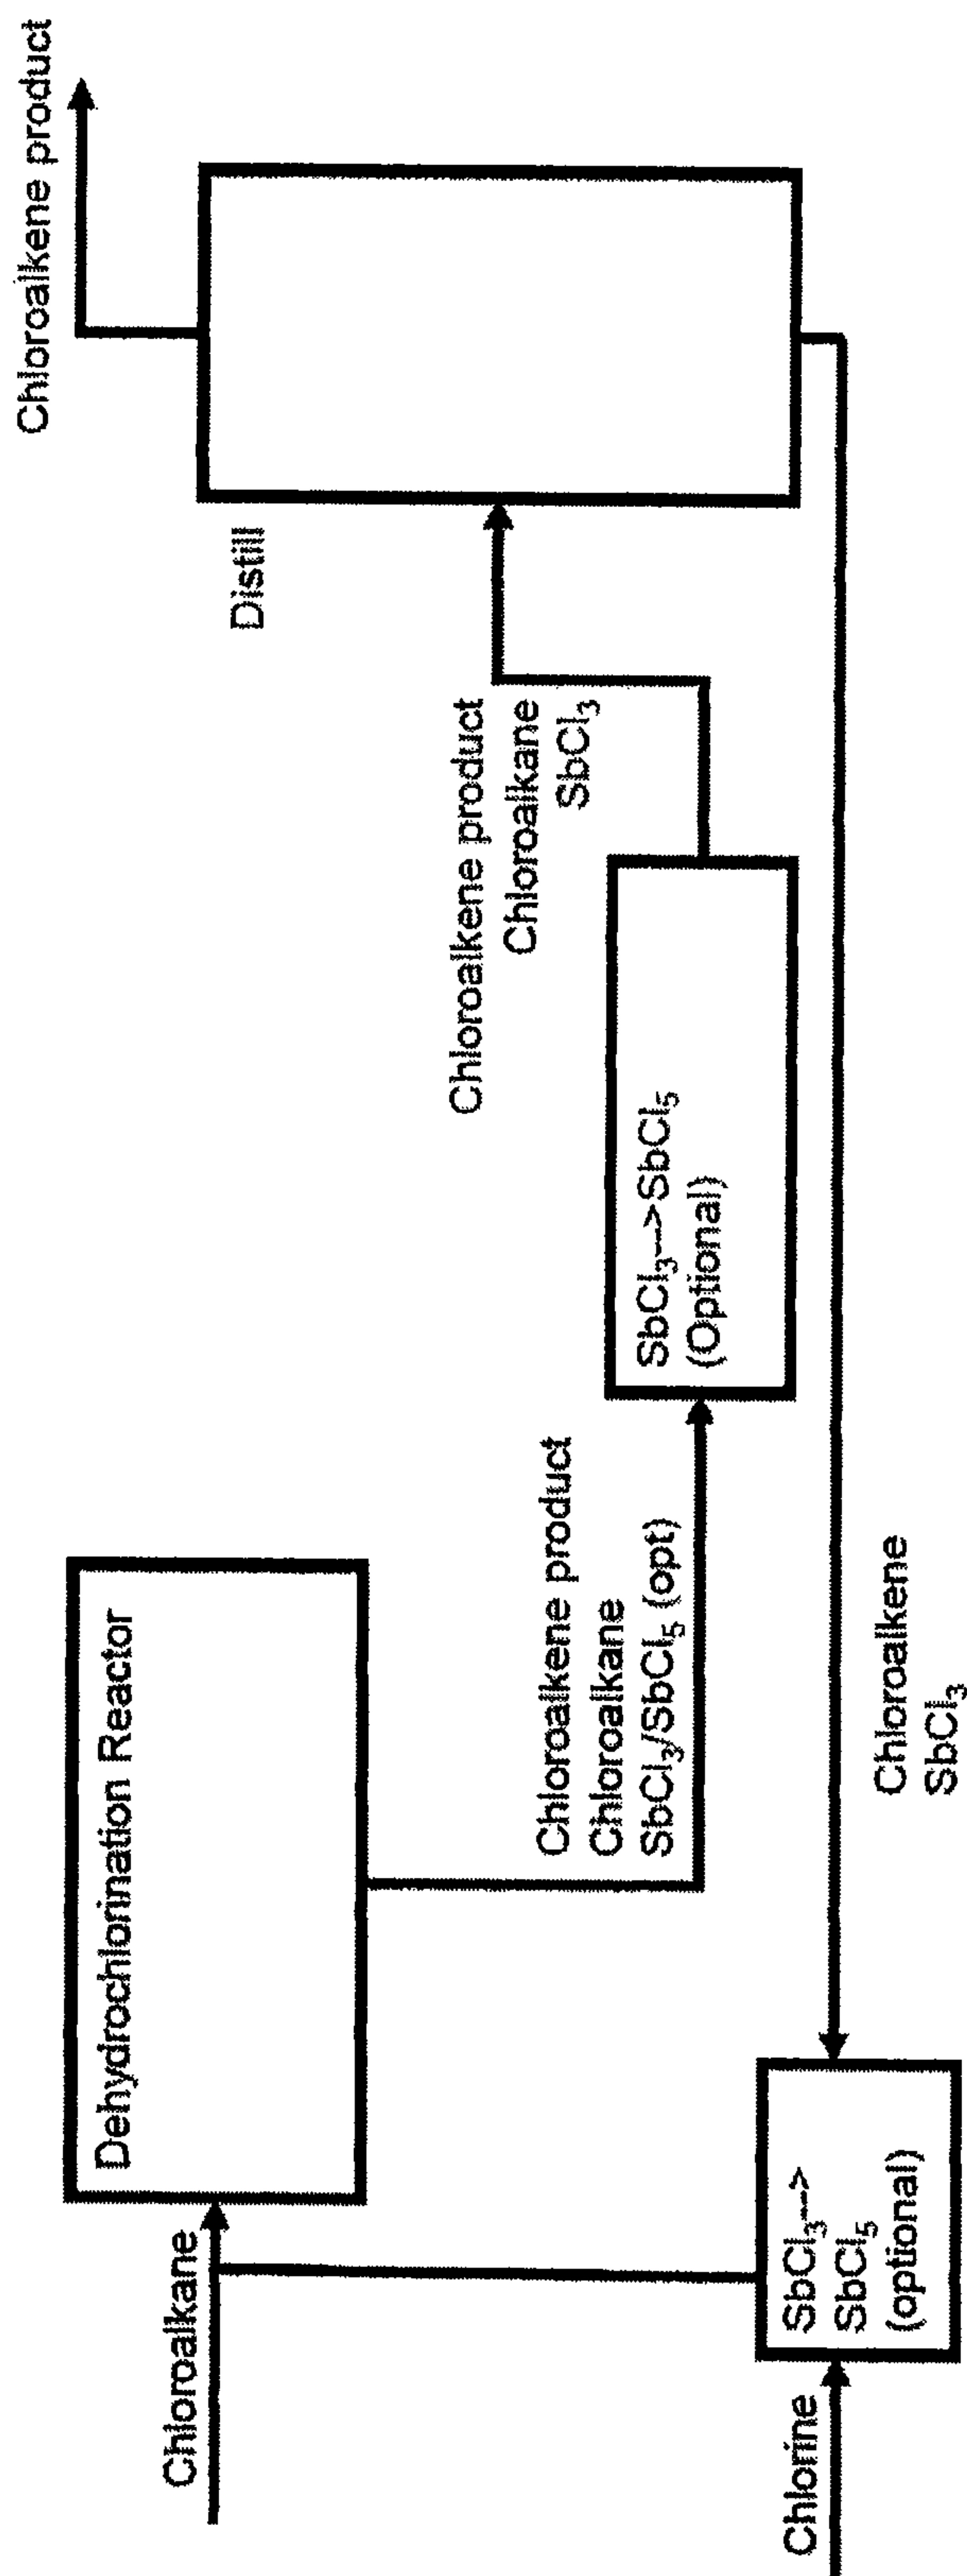 Chloroalkane
Dehydrochlorination Reactor
Chloroalkene product
Chloroalkane
SbCl₃/SbCl₅ (opt)
SbCl₃-->SbCl₅
(Optional)
Chloroalkene product
Chloroalkane
SbCl₃
Distill
Chloroalkene product
Chloroalkene
SbCl₃
Chlorine
SbCl₃-->
SbCl₅
(optional)